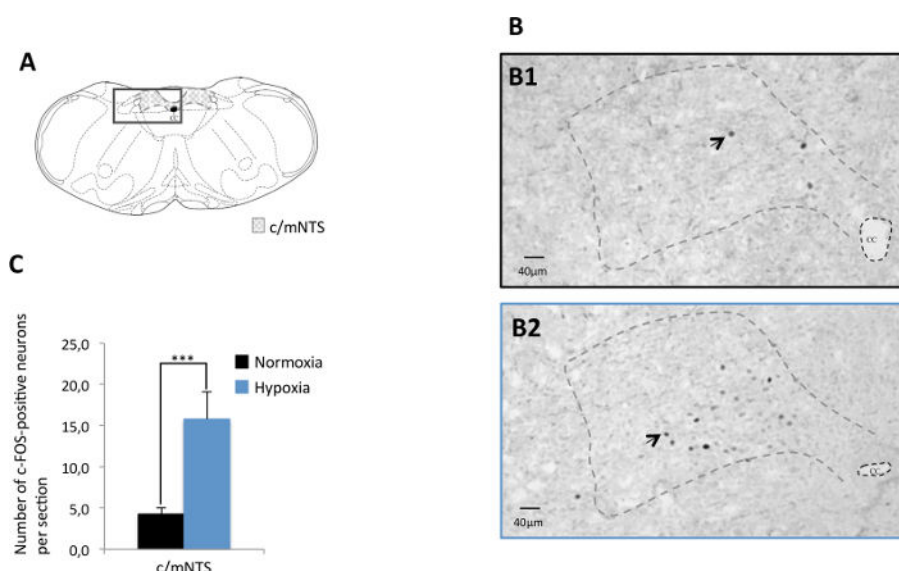 A
cc
c/mNTS
B
B1
cc
40µm
B2
cc
40µm
C
Number of c-FOS-positive neurons
per section
25,0
20,0
15,0
10,0
5,0
0,0
***
Normoxia
Hypoxia
c/mNTS